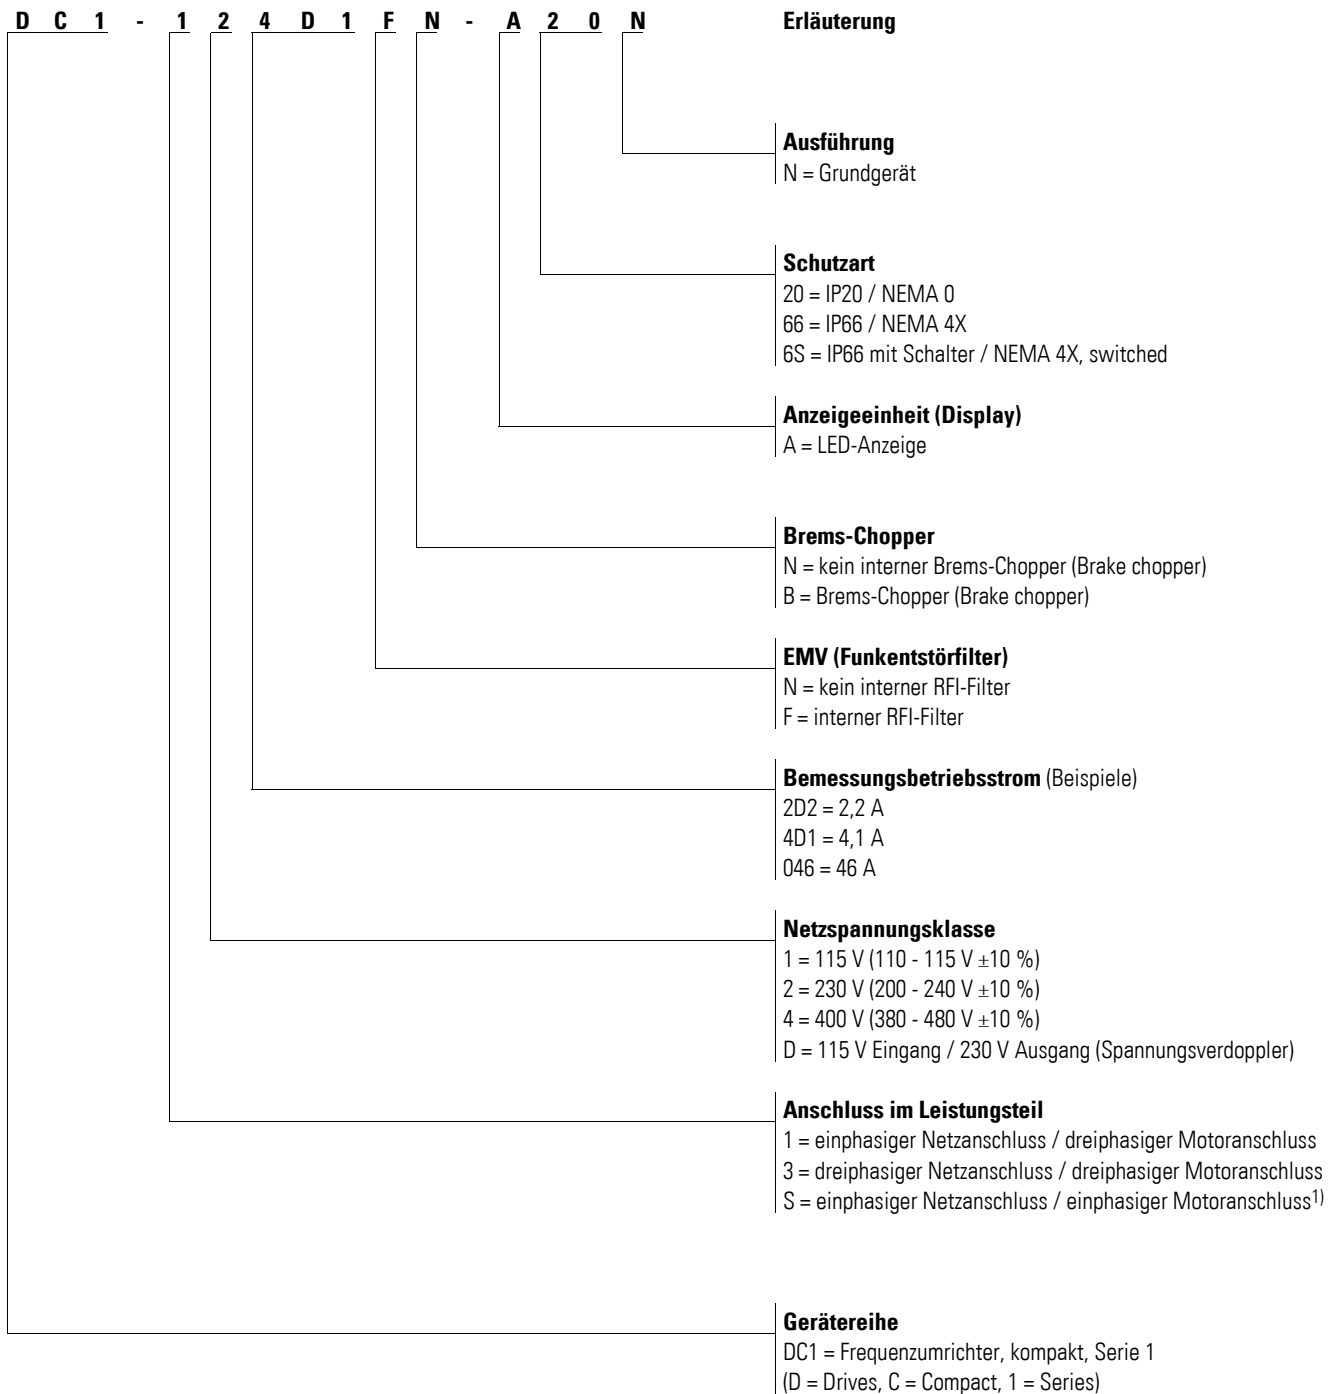 D C 1 - 1 2 4 D 1 F N - A 2 0 N Erläuterung
Ausführung
N = Grundgerät
Schutzart
20 = IP20 / NEMA 0
66 = IP66 / NEMA 4X
6S = IP66 mit Schalter / NEMA 4X, switched
Anzeigeeinheit (Display)
A = LED-Anzeige
Brems-Chopper
N = kein interner Brems-Chopper (Brake chopper)
B = Brems-Chopper (Brake chopper)
EMV (Funkentstörfilter)
N = kein interner RFI-Filter
F = interner RFI-Filter
Bemessungsbetriebsstrom (Beispiele)
2D2 = 2,2 A
4D1 = 4,1 A
046 = 46 A
Netzspannungsklasse
1 = 115 V (110 - 115 V ±10 %)
2 = 230 V (200 - 240 V ±10 %)
4 = 400 V (380 - 480 V ±10 %)
D = 115 V Eingang / 230 V Ausgang (Spannungsverdoppler)
Anschluss im Leistungsteil
1 = einphasiger Netzanschluss / dreiphasiger Motoranschluss
3 = dreiphasiger Netzanschluss / dreiphasiger Motoranschluss
S = einphasiger Netzanschluss / einphasiger Motoranschluss1)
Gerätereihe
DC1 = Frequenzumrichter, kompakt, Serie 1
(D = Drives, C = Compact, 1 = Series)